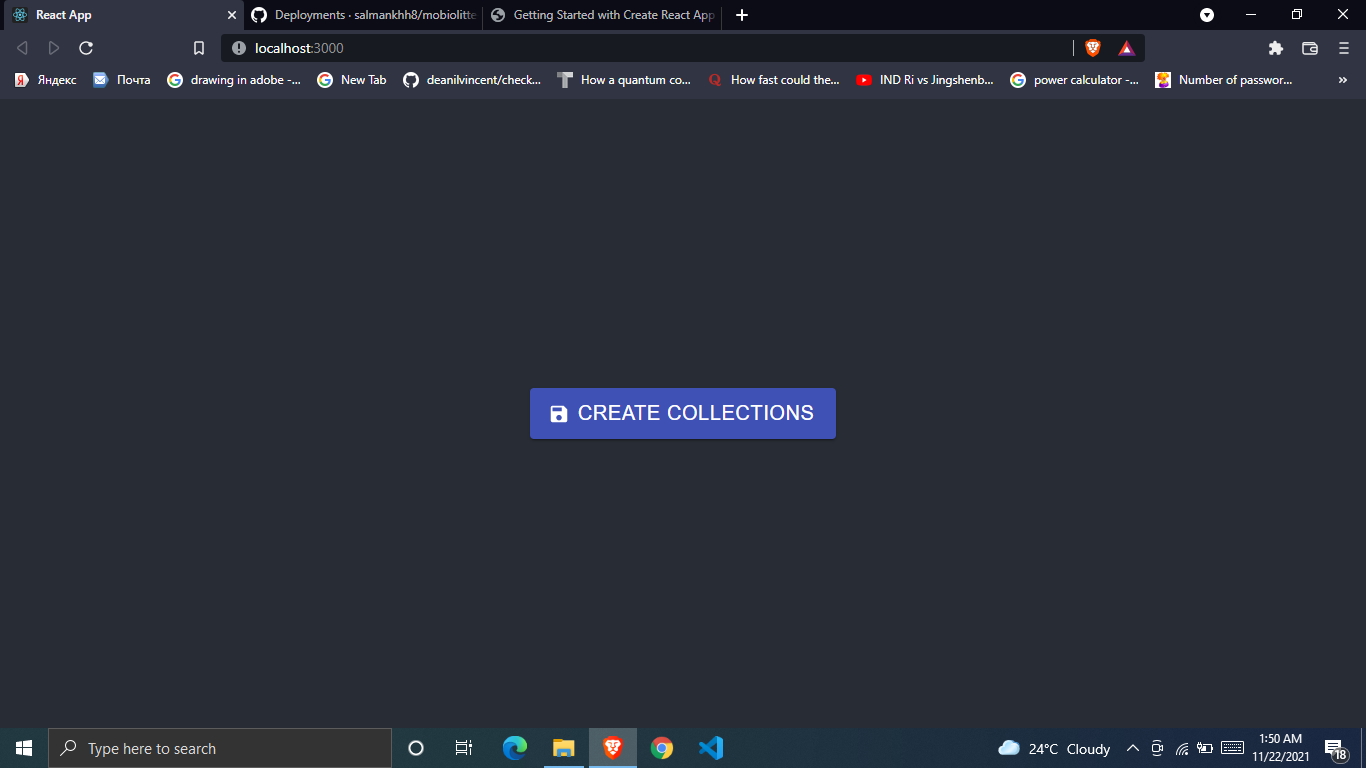 React App
Deployments · salmankhh8/mobiolitte
Getting Started with Create React App
localhost:3000
Яндекс
Почта
drawing in adobe -...
New Tab
deanilvincent/check...
How a quantum co...
How fast could the...
IND Ri vs Jingshenb...
power calculator -...
Number of passwor...
»
CREATE COLLECTIONS
Type here to search
24°C Cloudy
1:50 AM
11/22/2021
18